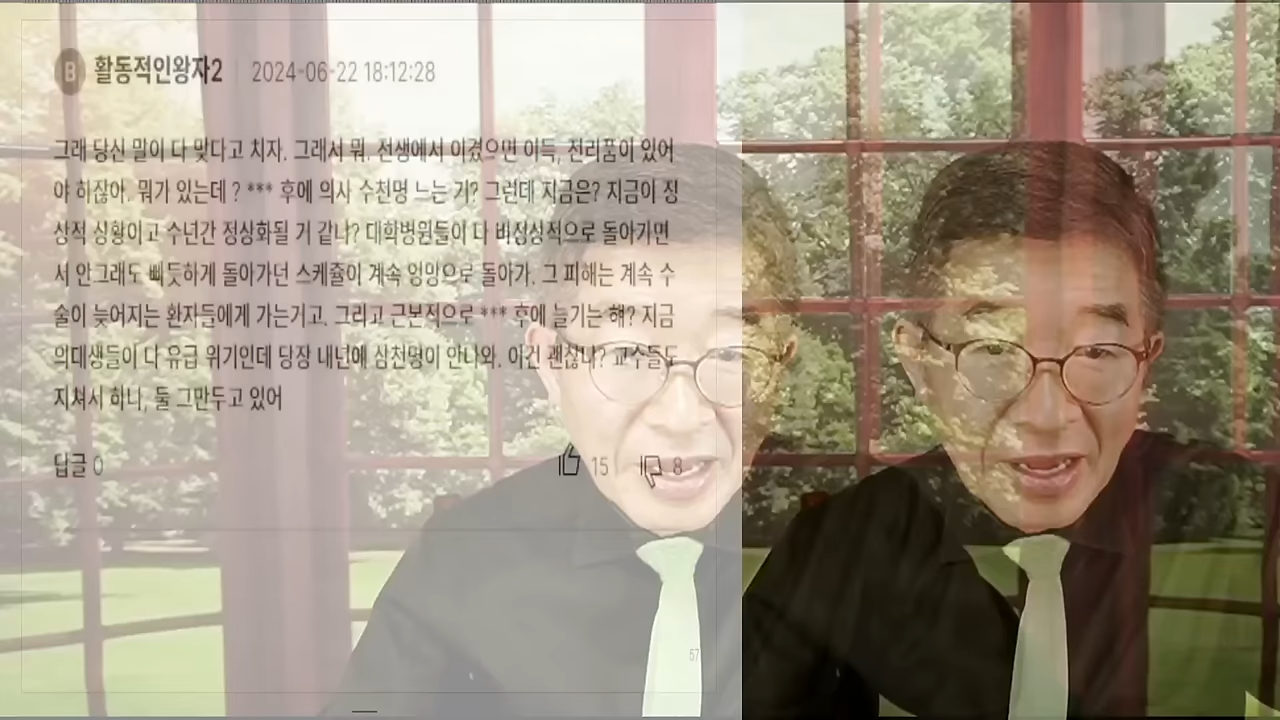 B 활동적인왕자2 2024-06-22 18:12:28
그래 당신 말이 다 맞다고 치자. 그래서 뭐. 전쟁에서 이겼으면 이득, 전리품이 있어
야 하잖아. 뭐가 있는데 ? *** 후에 의사 수천명 느는 거? 그런데 지금은? 지금이 정
상적 상황이고 수년간 정상화될 거 같냐? 대학병원들이 다 비정상적으로 돌아가면
서 안그래도 삐듯하게 돌아가던 스케쥴이 계속 엉망으로 돌아가. 그 피해는 계속 수
술이 늦어지는 환자들에게 가는거고. 그리고 근본적으로 *** 후에 늘기는 해? 지금
의대생들이 다 유급 위기인데 당장 내년에 삼천명이 안나와. 이건 괜찮냐? 교수들도
지쳐서 하나, 둘 그만두고 있어
답글 0 15 8
57